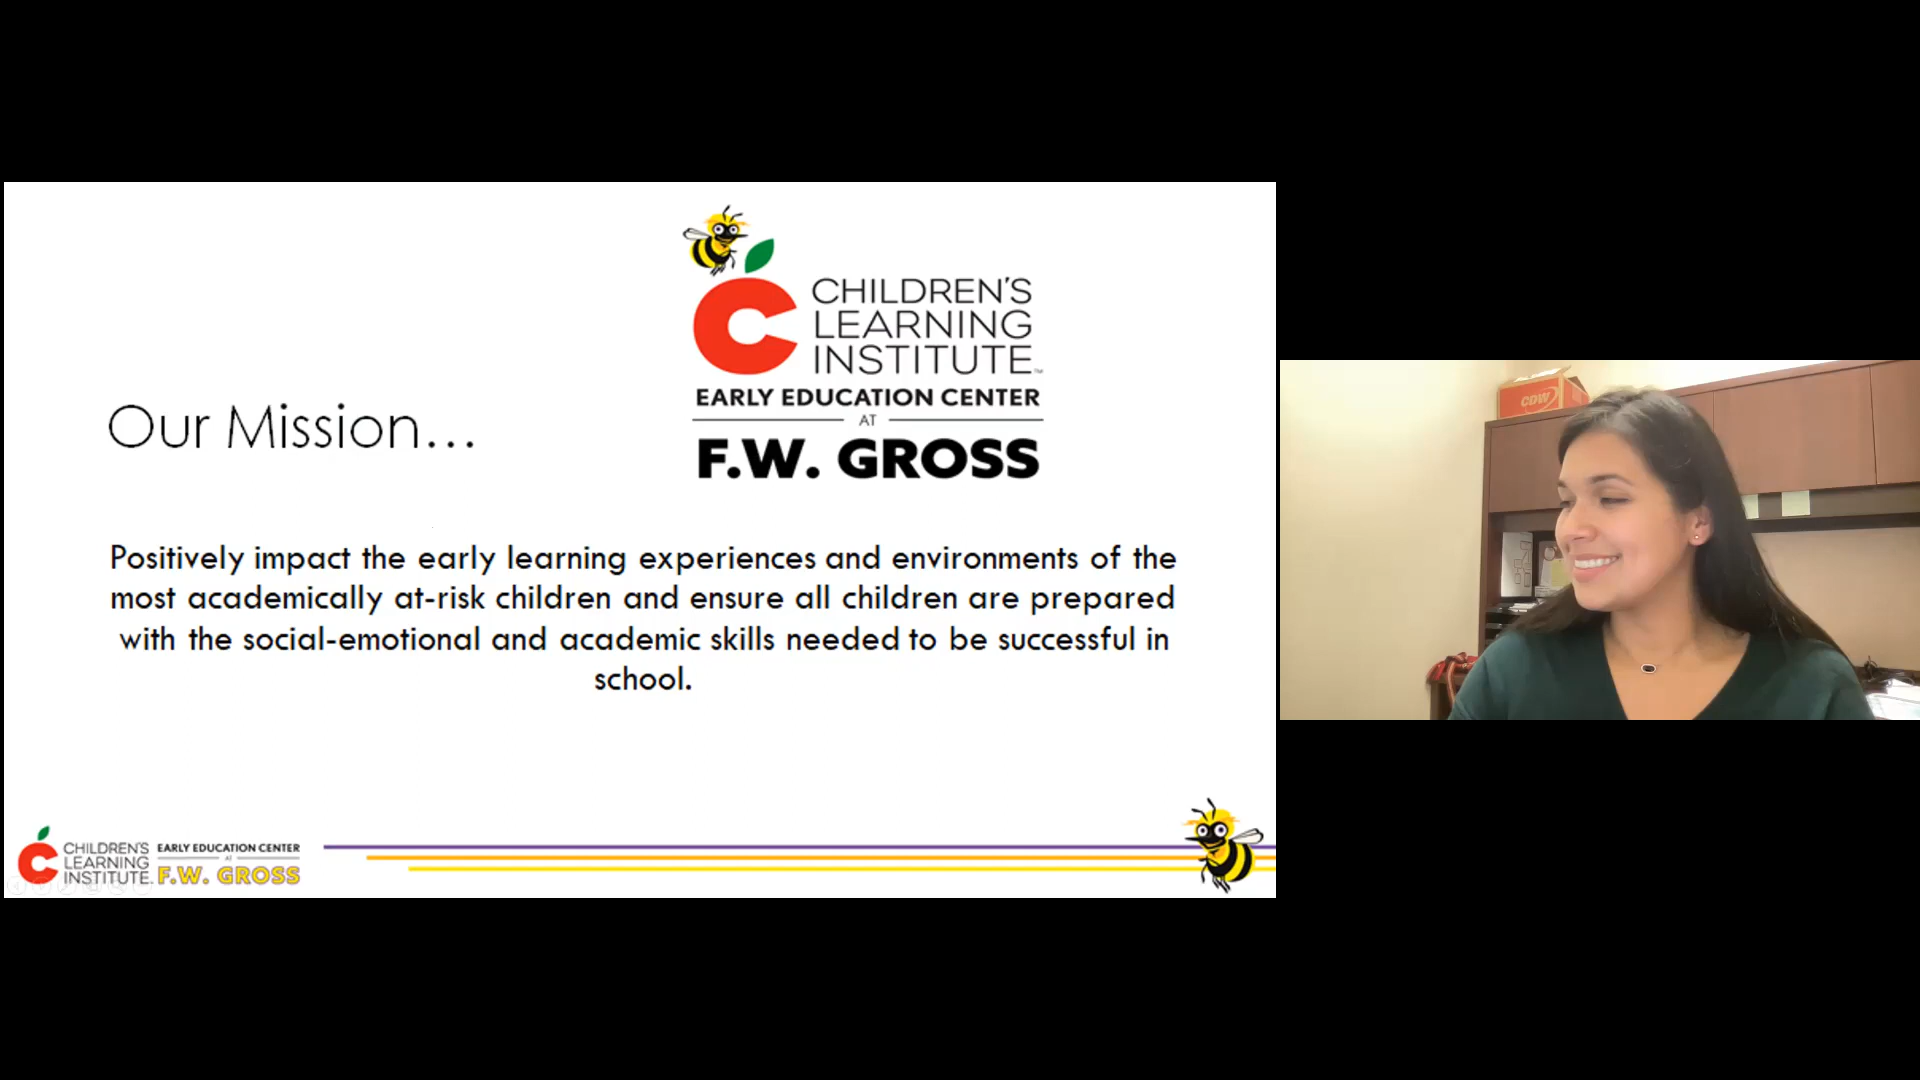 CHILDREN'S
LEARNING
INSTITUTE™
EARLY EDUCATION CENTER
AT
F.W. GROSS
Our Mission...
Positively impact the early learning experiences and environments of the
most academically at-risk children and ensure all children are prepared
with the social-emotional and academic skills needed to be successful in
school.
CHILDREN'S
LEARNING
INSTITUTE.
EARLY EDUCATION CENTER
AT
F.W. GROSS
CDW